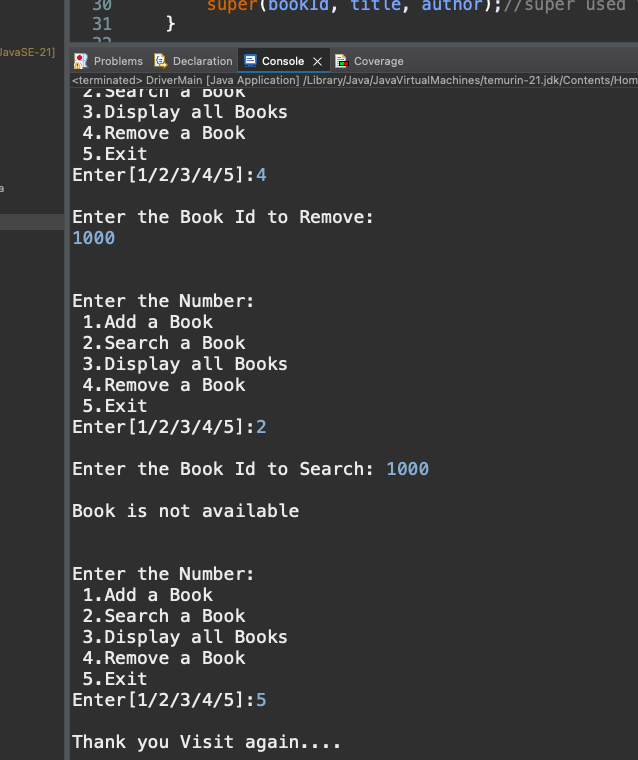 30 super(bookId, title, author);//super used
31 }
JavaSE-21]
Problems Declaration Console Coverage
<terminated> DriverMain [Java Application] /Library/Java/JavaVirtualMachines/temurin-21.jdk/Contents/Hom
2.Search a Book
3.Display all Books
4.Remove a Book
5.Exit
Enter[1/2/3/4/5]:4
Enter the Book Id to Remove:
1000
Enter the Number:
1.Add a Book
2.Search a Book
3.Display all Books
4.Remove a Book
5.Exit
Enter[1/2/3/4/5]:2
Enter the Book Id to Search: 1000
Book is not available
Enter the Number:
1.Add a Book
2.Search a Book
3.Display all Books
4.Remove a Book
5.Exit
Enter[1/2/3/4/5]:5
Thank you Visit again....